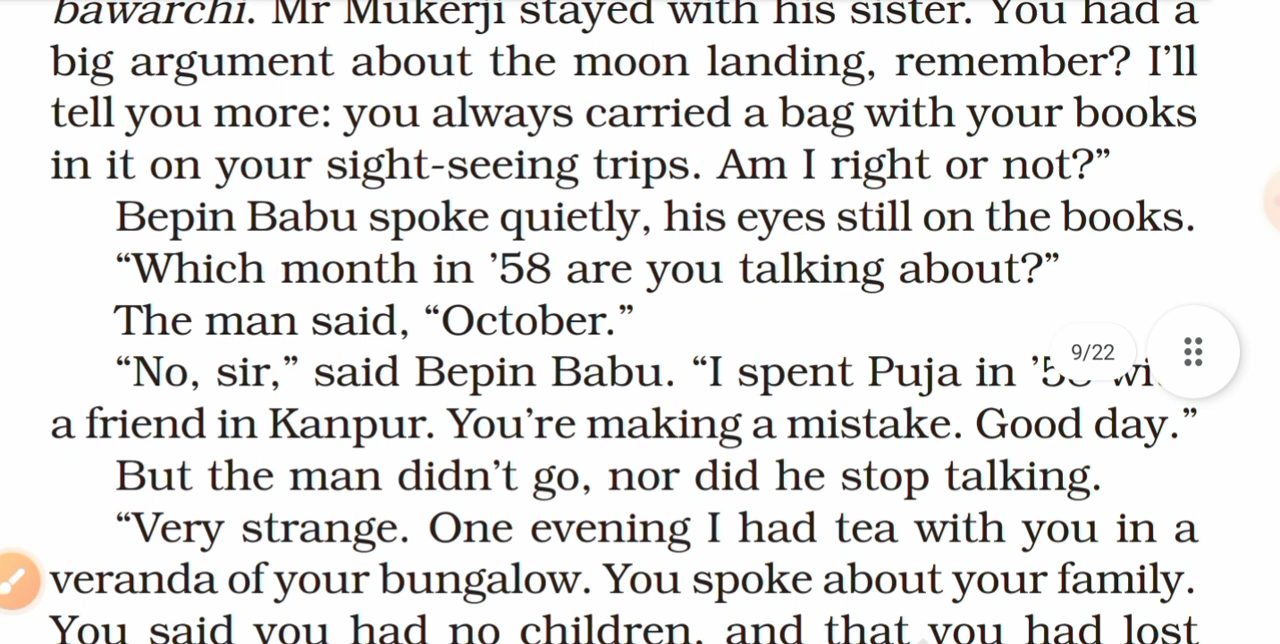 bawarchi. Mr Mukerji stayed with his sister. You had a
big argument about the moon landing, remember? I’ll
tell you more: you always carried a bag with your books
in it on your sight-seeing trips. Am I right or not?”
Bepin Babu spoke quietly, his eyes still on the books.
“Which month in ’58 are you talking about?”
The man said, “October.”
“No, sir,” said Bepin Babu. “I spent Puja in
9/22
a friend in Kanpur. You’re making a mistake. Good day.”
But the man didn’t go, nor did he stop talking.
“Very strange. One evening I had tea with you in a
veranda of your bungalow. You spoke about your family.
You said you had no children, and that you had lost